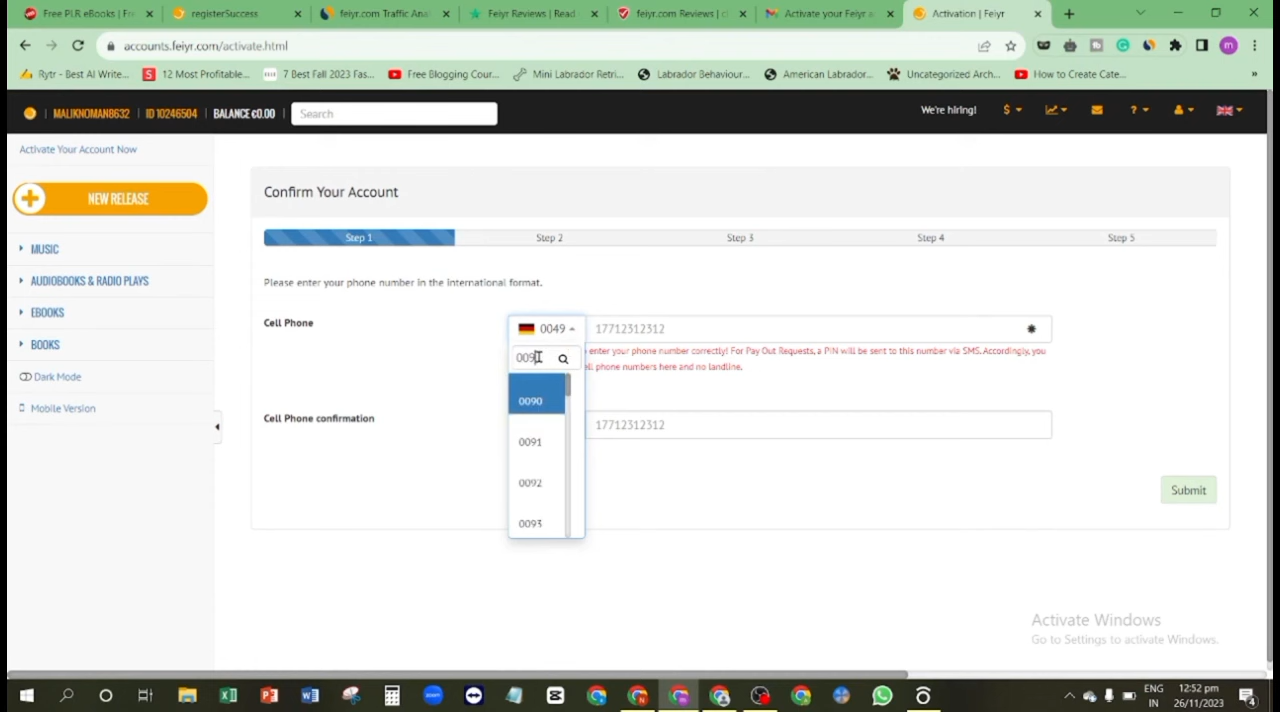 Free PLR eBooks | Fre
registerSuccess
feiyr.com Traffic Anal
Feiyr Reviews | Read
feiyr.com Reviews | cl
Activate your Feiyr a
Activation | Feiyr
accounts.feiyr.com/activate.html
m
Rytr - Best AI Write...
12 Most Profitable...
7 Best Fall 2023 Fas...
Free Blogging Cour...
Mini Labrador Retri...
Labrador Behaviour...
American Labrador...
Uncategorized Arch...
How to Create Cate...
»
| MALIKNOMAN8632 | ID 10246504 | BALANCE €0.00 |
Search
We're hiring!
Activate Your Account Now
NEW RELEASE
MUSIC
AUDIOBOOKS & RADIO PLAYS
EBOOKS
BOOKS
Dark Mode
Mobile Version
Confirm Your Account
Step 1
Step 2
Step 3
Step 4
Step 5
Please enter your phone number in the international format.
Cell Phone
0049
17712312312
009
enter your phone number correctly! For Pay Out Requests, a PIN will be sent to this number via SMS. Accordingly, you
ell phone numbers here and no landline.
0090
0091
0092
0093
Cell Phone confirmation
17712312312
Submit
Activate Windows
Go to Settings to activate Windows.
ENG
IN
12:52 pm
26/11/2023
4